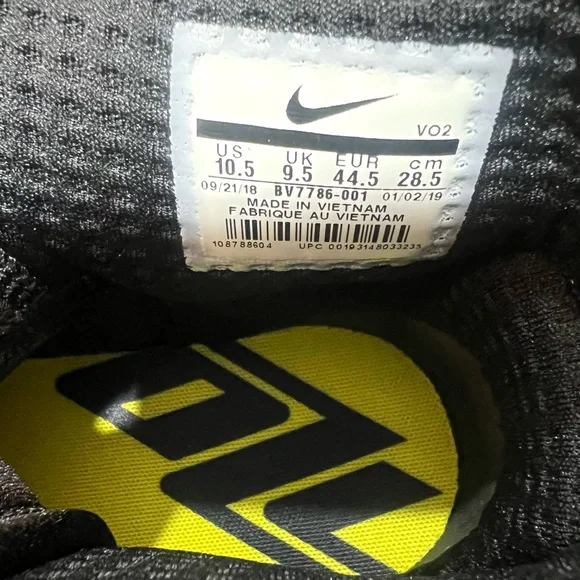 VO2
US UK EUR cm
10.5 9.5 44.5 28.5
09/21/18 BV7786-001 01/02/19
MADE IN VIETNAM
FABRIQUE AU VIETNAM
108788604 UPC 00193148033235